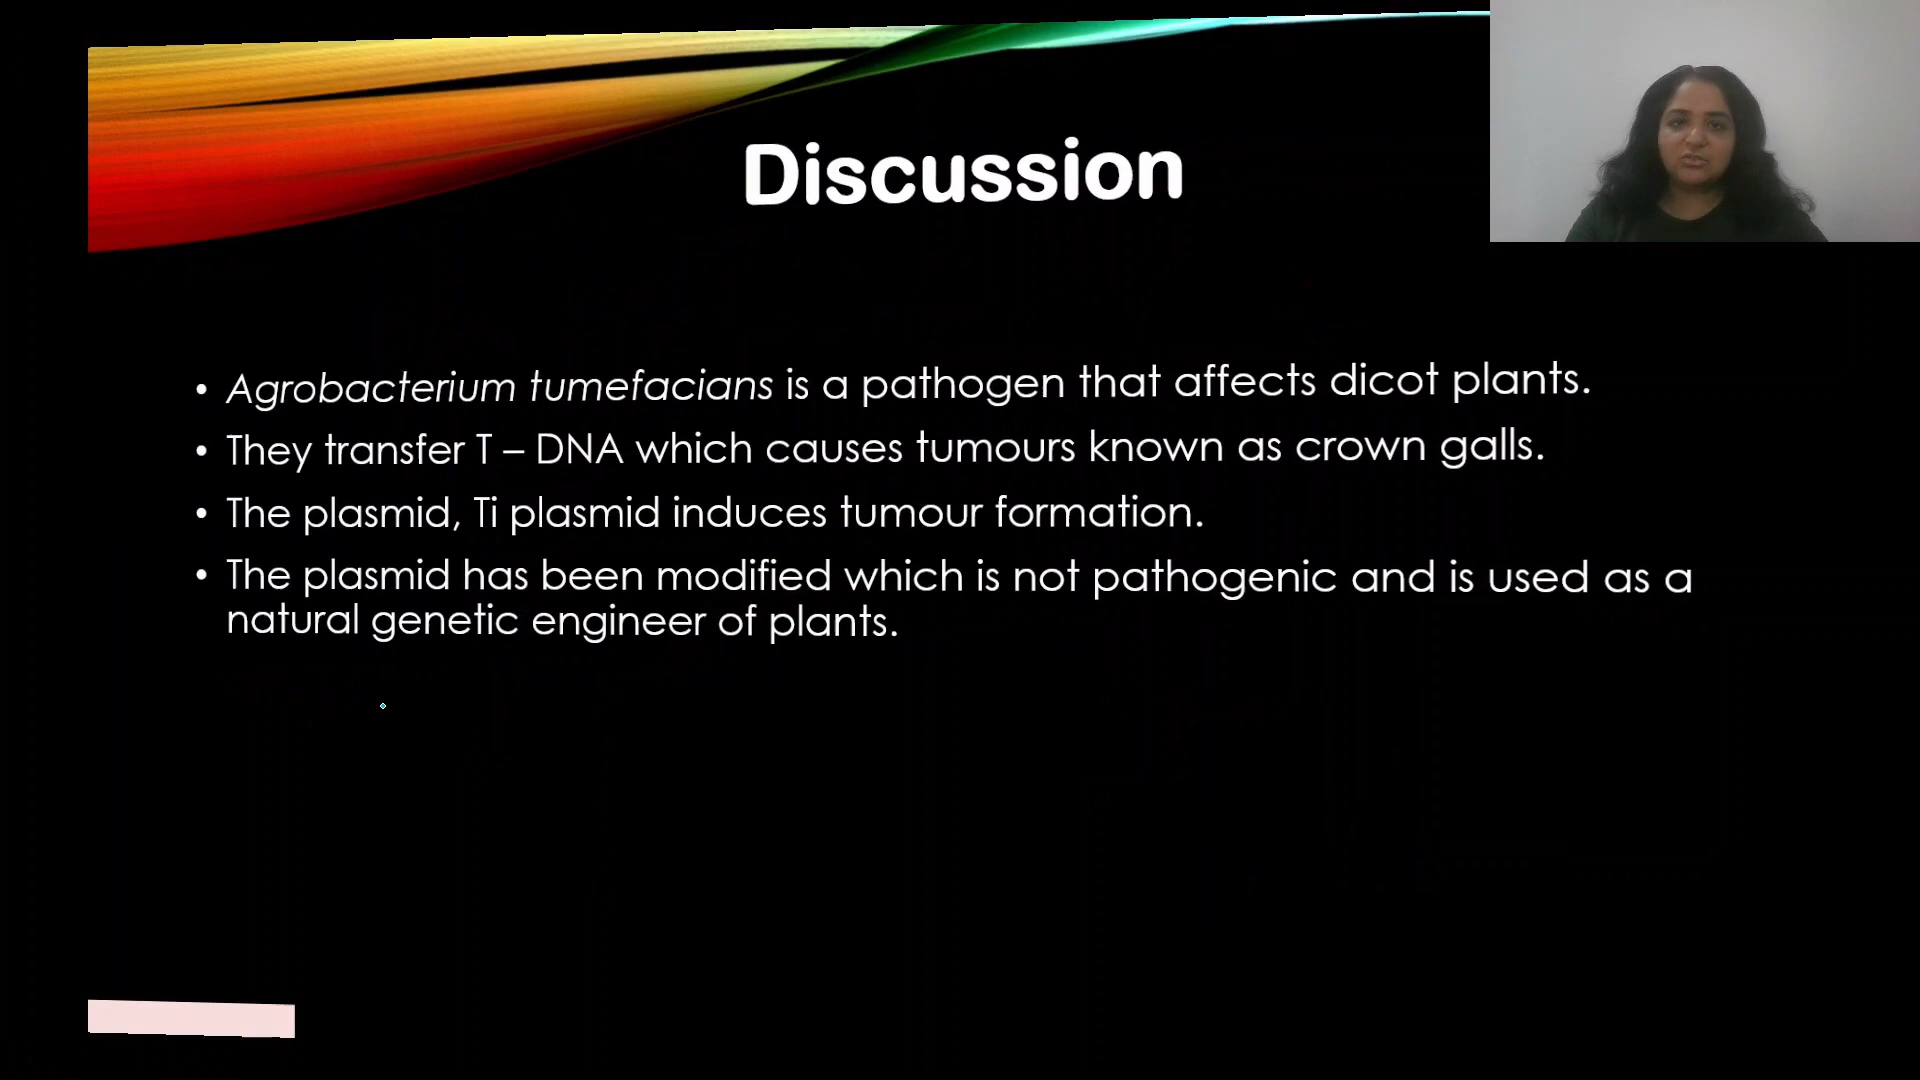 Discussion
• Agrobacterium tumefacians is a pathogen that affects dicot plants.
• They transfer T – DNA which causes tumours known as crown galls.
• The plasmid, Ti plasmid induces tumour formation.
• The plasmid has been modified which is not pathogenic and is used as a
natural genetic engineer of plants.